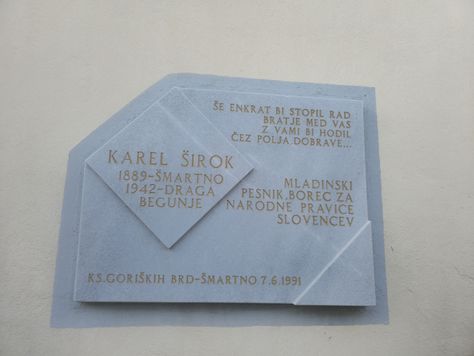 ŠE ENKRAT BI STOPIL RAD
BRATJE MED VAS
Z VAMI BI HODIL
ČEZ POLJA, DOBRAVE...
KAREL ŠIROK
1889-ŠMARTNO
1942-DRAGA
BEGUNJE
MLADINSKI
PESNIK, BOREC ZA
NARODNE PRAVICE
SLOVENCEV
KS. GORIŠKIH BRD-ŠMARTNO 7.6.1991